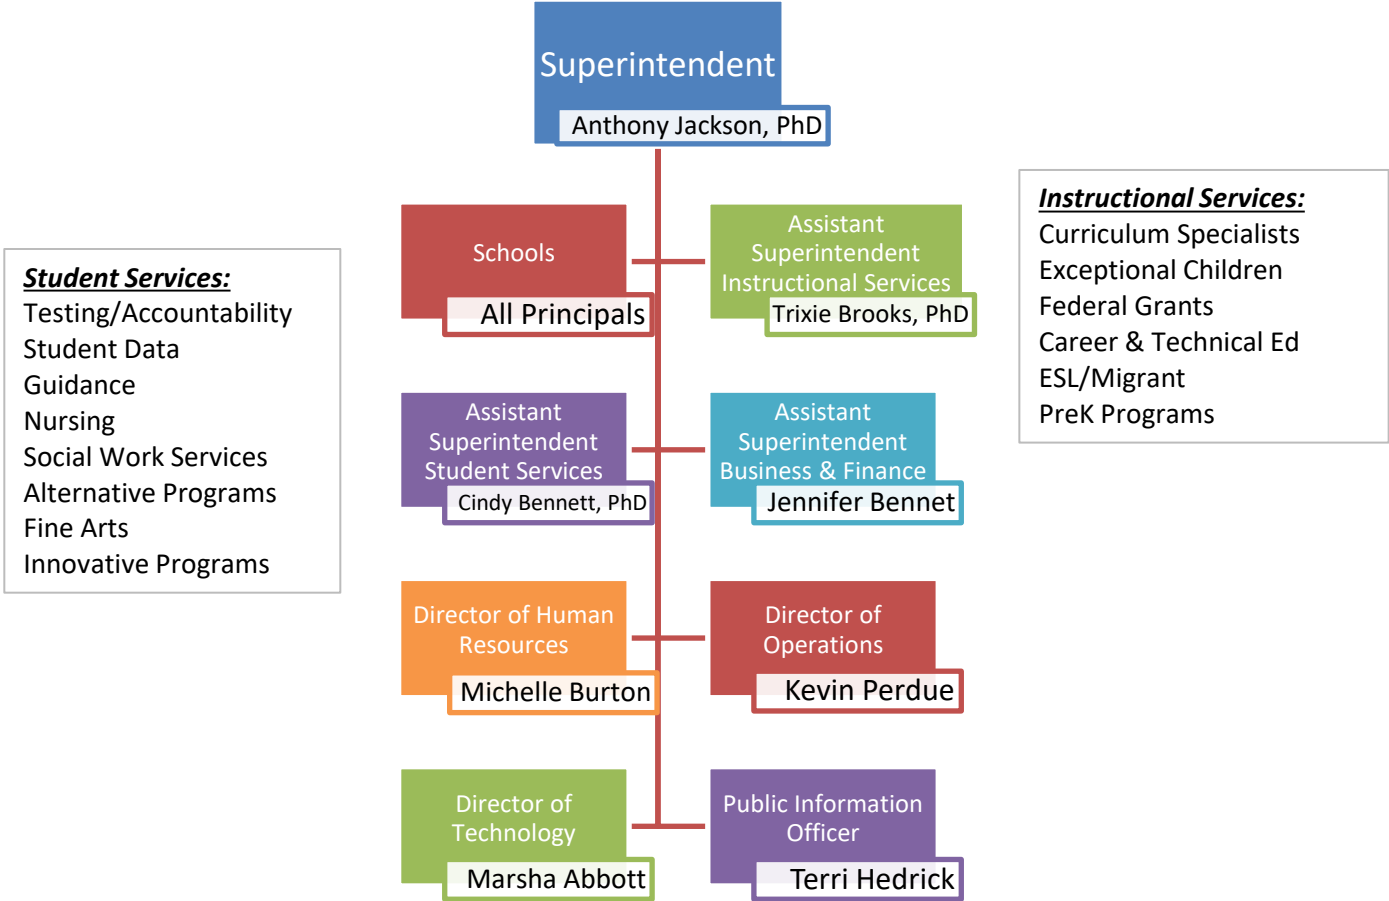 Superintendent
Anthony Jackson, PhD
Schools
All Principals
Assistant
Superintendent
Instructional Services
Trixie Brooks, PhD
Instructional Services:
Curriculum Specialists
Exceptional Children
Federal Grants
Career & Technical Ed
ESL/Migrant
PreK Programs
Student Services:
Testing/Accountability
Student Data
Guidance
Nursing
Social Work Services
Alternative Programs
Fine Arts
Innovative Programs
Assistant
Superintendent
Student Services
Cindy Bennett, PhD
Assistant
Superintendent
Business & Finance
Jennifer Bennet
Director of Human
Resources
Michelle Burton
Director of
Operations
Kevin Perdue
Director of
Technology
Marsha Abbott
Public Information
Officer
Terri Hedrick